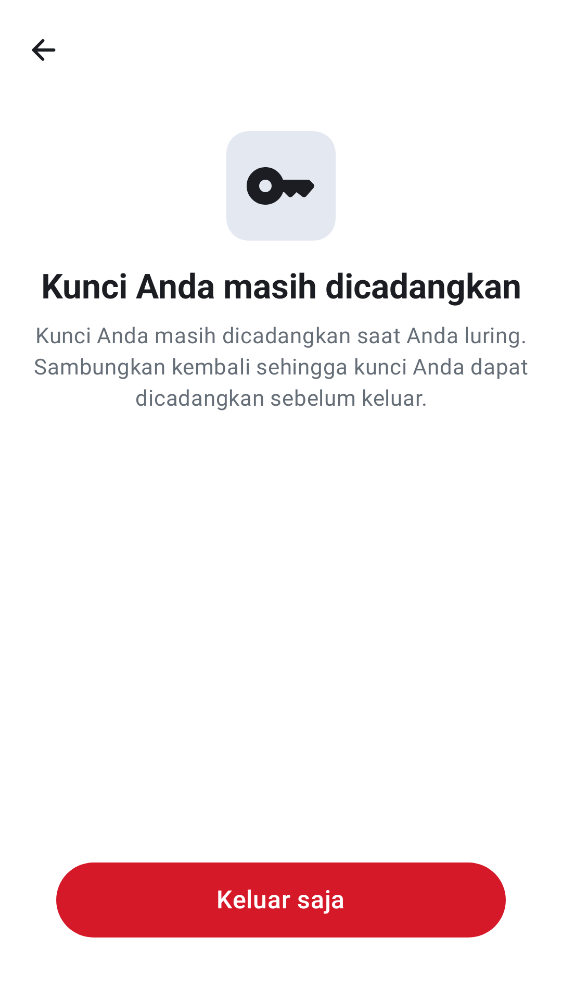 Kunci Anda masih dicadangkan
Kunci Anda masih dicadangkan saat Anda luring.
Sambungkan kembali sehingga kunci Anda dapat
dicadangkan sebelum keluar.
Keluar saja